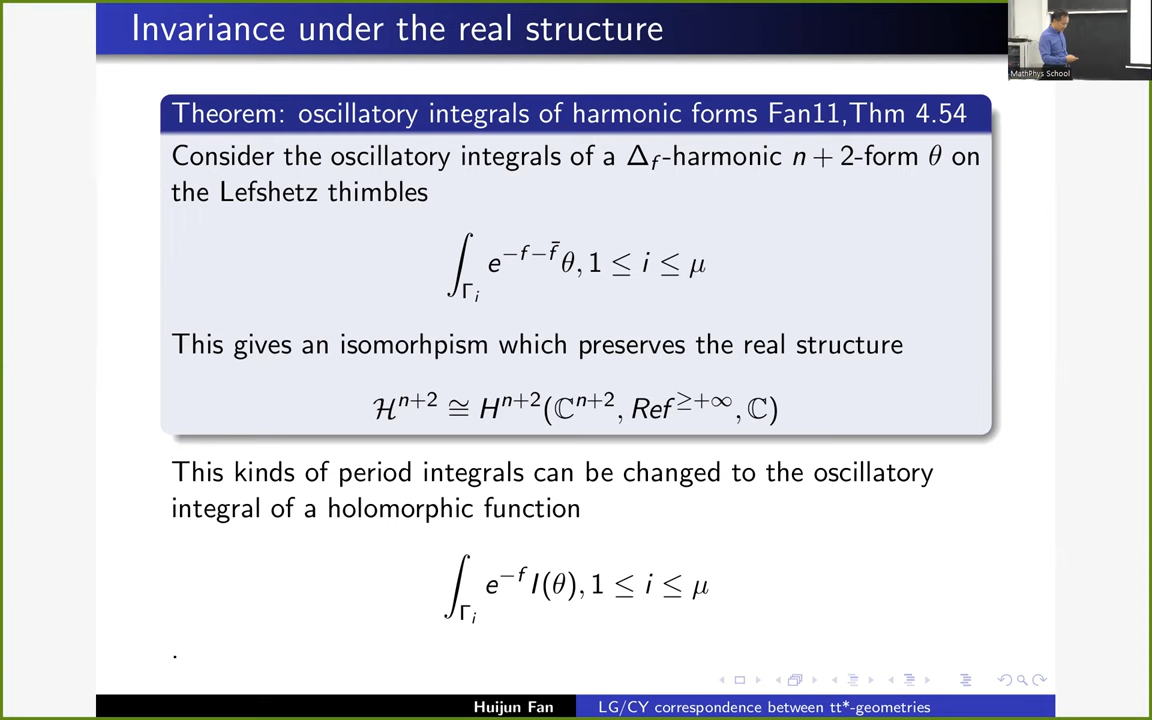 Invariance under the real structure
MathPhys School
Theorem: oscillatory integrals of harmonic forms Fan11,Thm 4.54
Consider the oscillatory integrals of a Δ_f-harmonic n + 2-form θ on
the Lefshetz thimbles
∫_{Γ_i} e^{−f−f̄}θ, 1 ≤ i ≤ μ
This gives an isomorhpism which preserves the real structure
ℋ^{n+2} ≅ H^{n+2}(ℂ^{n+2}, Ref^{≥+∞}, ℂ)
This kinds of period integrals can be changed to the oscillatory
integral of a holomorphic function
∫_{Γ_i} e^{−f} I(θ), 1 ≤ i ≤ μ
.
Huijun Fan
LG/CY correspondence between tt*-geometries